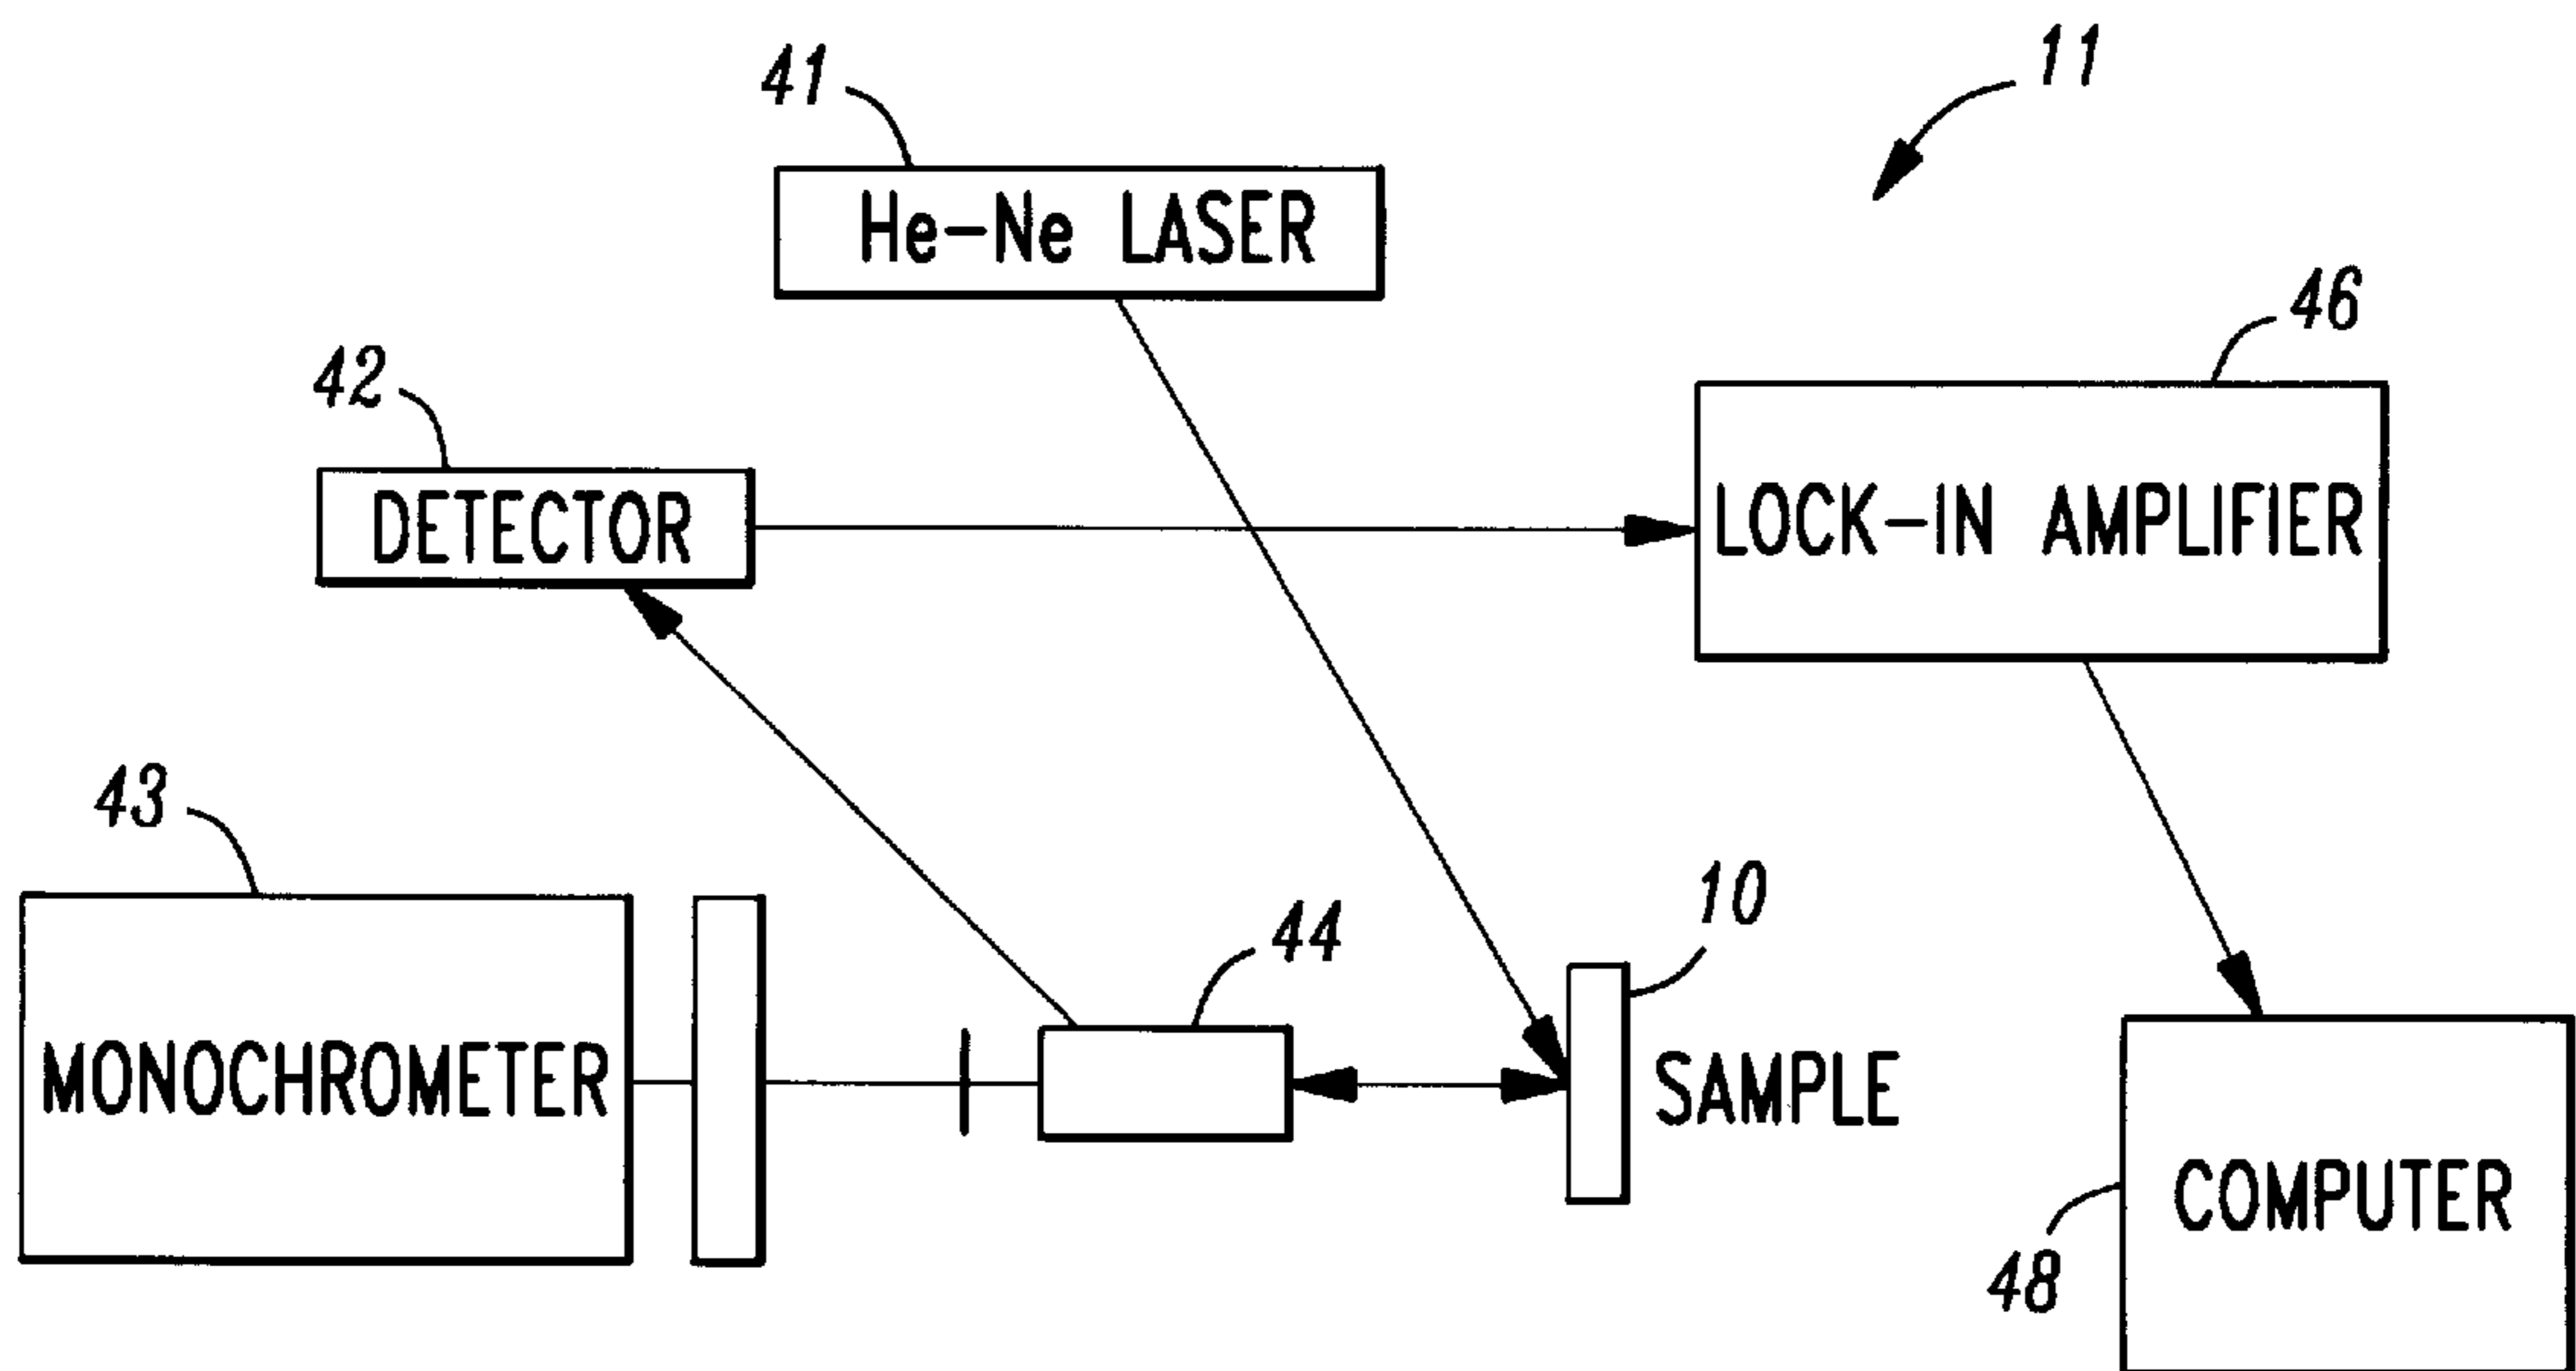 11
41
He-Ne LASER
46
42
DETECTOR
LOCK-IN AMPLIFIER
43
10
44
MONOCHROMETER
SAMPLE
COMPUTER
48